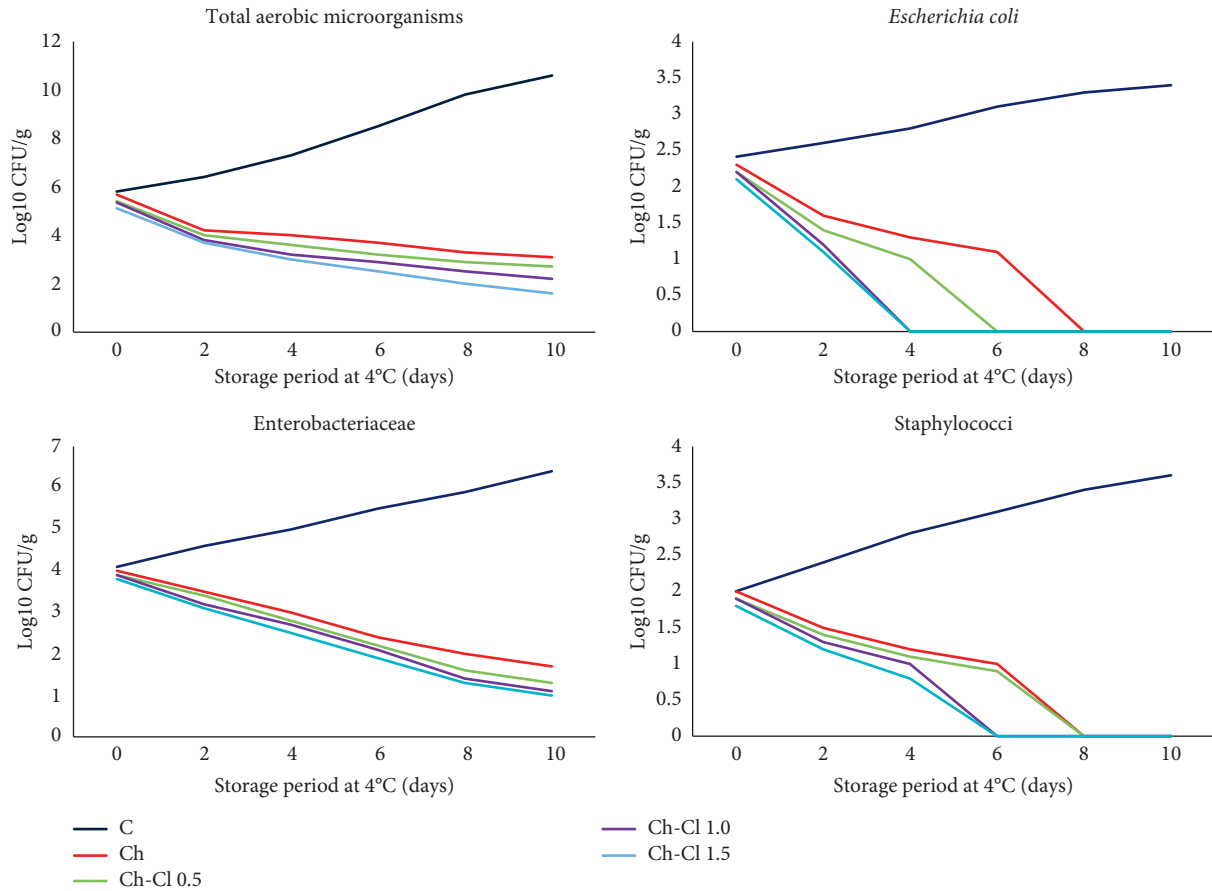 Total aerobic microorganisms
Log10 CFU/g
12
10
8
6
4
2
0
0 2 4 6 8 10
Storage period at 4°C (days)
Escherichia coli
Log10 CFU/g
4
3.5
3
2.5
2
1.5
1
0.5
0
0 2 4 6 8 10
Storage period at 4°C (days)
Enterobacteriaceae
Log10 CFU/g
7
6
5
4
3
2
1
0
0 2 4 6 8 10
Storage period at 4°C (days)
Staphylococci
Log10 CFU/g
4
3.5
3
2.5
2
1.5
1
0.5
0
0 2 4 6 8 10
Storage period at 4°C (days)
C
Ch
Ch-Cl 0.5
Ch-Cl 1.0
Ch-Cl 1.5